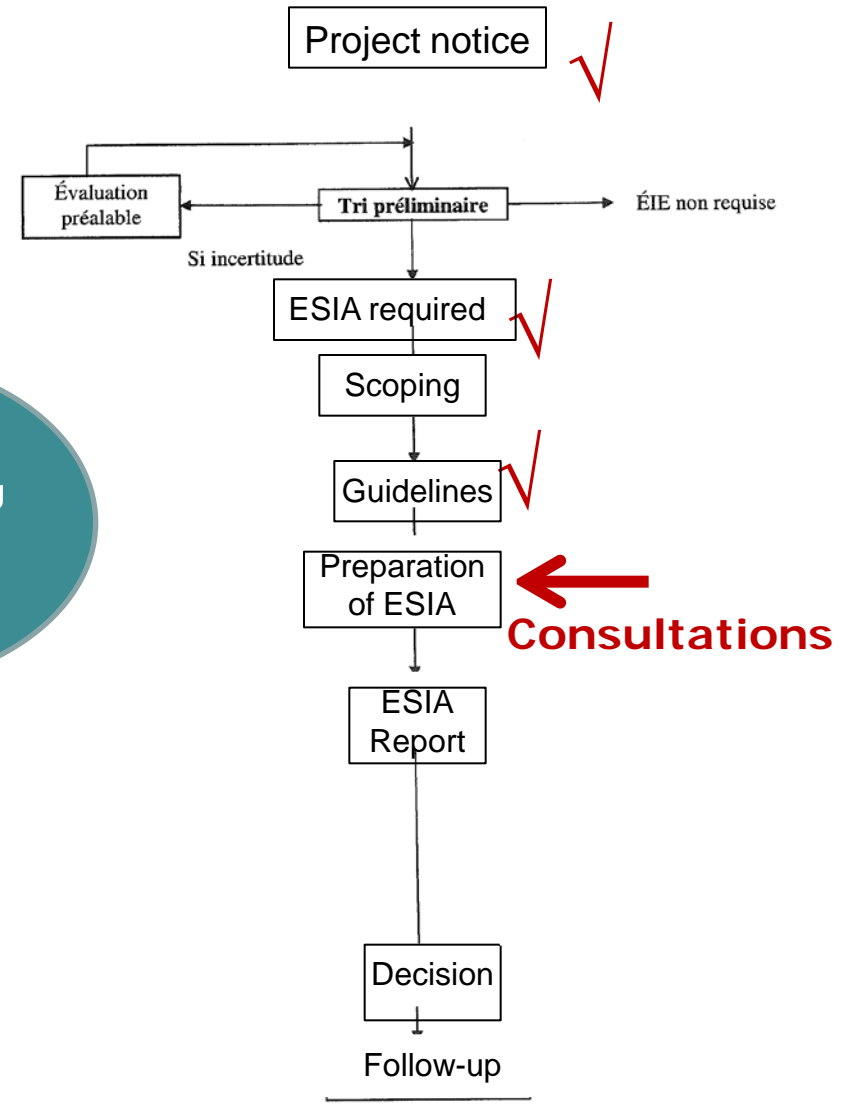 Project notice
√
Évaluation
préalable
Tri préliminaire
ÉIE non requise
Si incertitude
ESIA required
√
Scoping
Guidelines
√
Preparation
of ESIA
Consultations
ESIA
Report
Decision
Follow-up